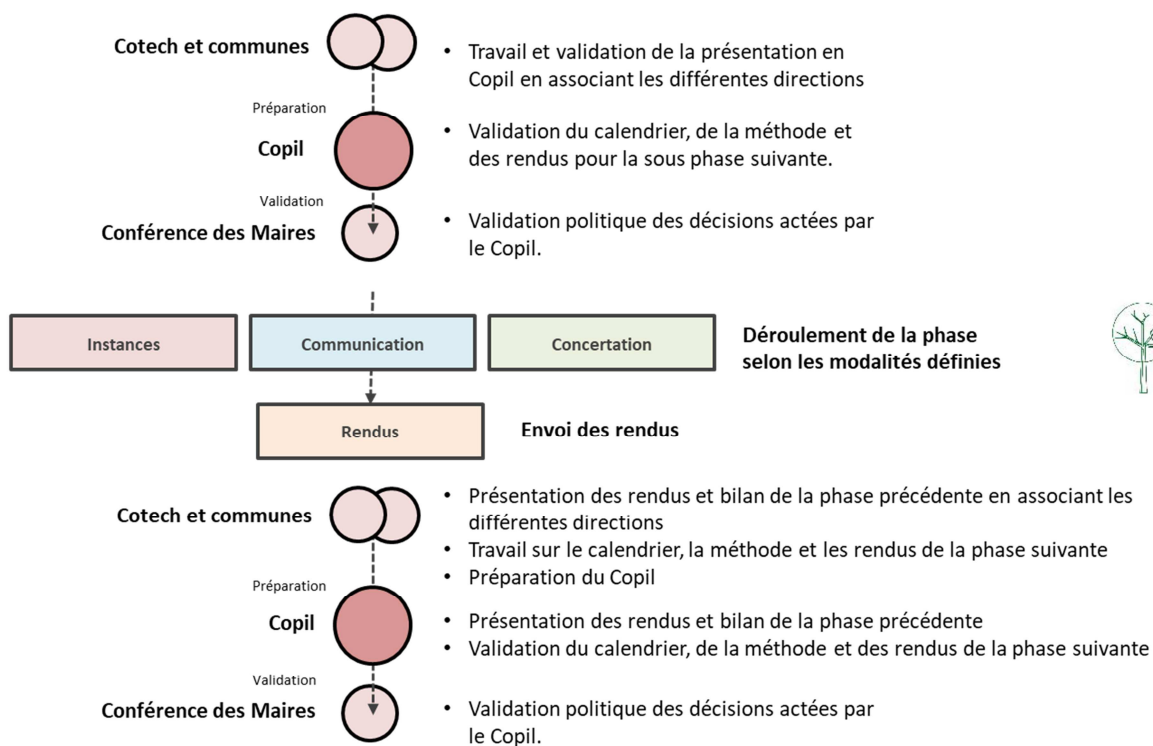 Cotech et communes
• Travail et validation de la présentation en
Copil en associant les différentes directions
Préparation
Copil
• Validation du calendrier, de la méthode et
des rendus pour la sous phase suivante.
Validation
Conférence des Maires
• Validation politique des décisions actées par
le Copil.
Instances
Communication
Concertation
Déroulement de la phase
selon les modalités définies
Rendus
Envoi des rendus
Cotech et communes
• Présentation des rendus et bilan de la phase précédente en associant les
différentes directions
• Travail sur le calendrier, la méthode et les rendus de la phase suivante
• Préparation du Copil
Préparation
Copil
• Présentation des rendus et bilan de la phase précédente
• Validation du calendrier, de la méthode et des rendus de la phase suivante
Validation
Conférence des Maires
• Validation politique des décisions actées par
le Copil.